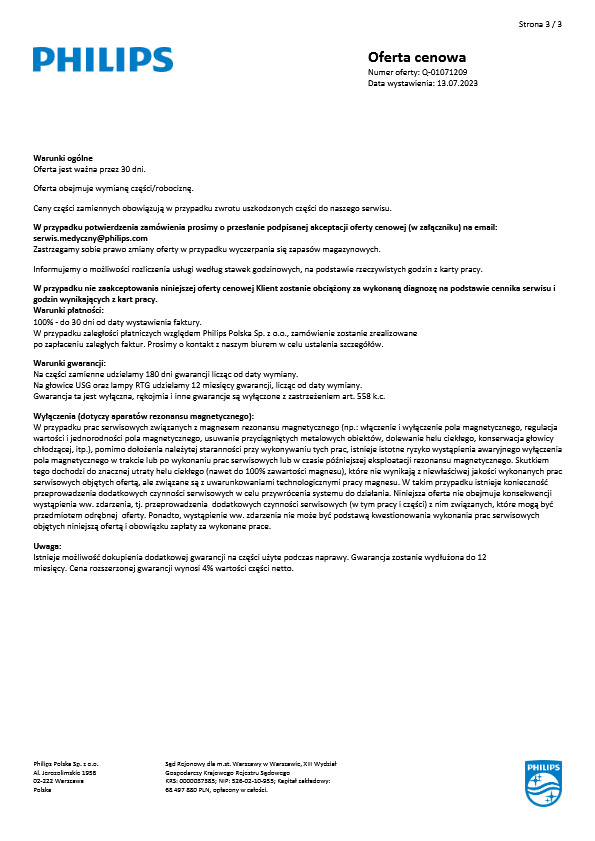 Strona 3 / 3
PHILIPS
Oferta cenowa
Numer oferty: Q-01071209
Data wystawienia: 13.07.2023
Warunki ogólne
Oferta jest ważna przez 30 dni.
Oferta obejmuje wymianę części/robociznę.
Ceny części zamiennych obowiązują w przypadku zwrotu uszkodzonych części do naszego serwisu.
W przypadku potwierdzenia zamówienia prosimy o przesłanie podpisanej akceptacji oferty cenowej (w załączniku) na email:
serwis.medyczny@philips.com
Zastrzegamy sobie prawo zmiany oferty w przypadku wyczerpania się zapasów magazynowych.
Informujemy o możliwości rozliczenia usługi według stawek godzinowych, na podstawie rzeczywistych godzin z karty pracy.
W przypadku nie zaakceptowania niniejszej oferty cenowej Klient zostanie obciążony za wykonaną diagnozę na podstawie cennika serwisu i
godzin wynikających z kart pracy.
Warunki płatności:
100% - do 30 dni od daty wystawienia faktury.
W przypadku zaległości płatniczych względem Philips Polska Sp. z o.o., zamówienie zostanie zrealizowane
po zapłaceniu zaległych faktur. Prosimy o kontakt z naszym biurem w celu ustalenia szczegółów.
Warunki gwarancji:
Na części zamienne udzielamy 180 dni gwarancji licząc od daty wymiany.
Na głowice USG oraz lampy RTG udzielamy 12 miesięcy gwarancji, licząc od daty wymiany.
Gwarancja ta jest wyłączna, rękojmia i inne gwarancje są wyłączone z zastrzeżeniem art. 558 k.c.
Wyłączenia (dotyczy aparatów rezonansu magnetycznego):
W przypadku prac serwisowych związanych z magnesem rezonansu magnetycznego (np.: włączenie i wyłączenie pola magnetycznego, regulacja
wartości i jednorodności pola magnetycznego, usuwanie przyciągniętych metalowych obiektów, dolewanie helu ciekłego, konserwacja głowicy
chłodzącej, itp.), pomimo dołożenia należytej staranności przy wykonywaniu tych prac, istnieje istotne ryzyko wystąpienia awaryjnego wyłączenia
pola magnetycznego w trakcie lub po wykonaniu prac serwisowych lub w czasie późniejszej eksploatacji rezonansu magnetycznego. Skutkiem
tego dochodzi do znacznej utraty helu ciekłego (nawet do 100% zawartości magnesu), które nie wynikają z niewłaściwej jakości wykonanych prac
serwisowych objętych ofertą, ale związane są z uwarunkowaniami technologicznymi pracy magnesu. W takim przypadku istnieje konieczność
przeprowadzenia dodatkowych czynności serwisowych w celu przywrócenia systemu do działania. Niniejsza oferta nie obejmuje konsekwencji
wystąpienia ww. zdarzenia, tj. przeprowadzenia dodatkowych czynności serwisowych (w tym pracy i części) z nim związanych, które mogą być
przedmiotem odrębnej oferty. Ponadto, wystąpienie ww. zdarzenia nie może być podstawą kwestionowania wykonania prac serwisowych
objętych niniejszą ofertą i obowiązku zapłaty za wykonane prace.
Uwaga:
Istnieje możliwość dokupienia dodatkowej gwarancji na części użyte podczas naprawy. Gwarancja zostanie wydłużona do 12
miesięcy. Cena rozszerzonej gwarancji wynosi 4% wartości części netto.
Philips Polska Sp. z o.o.
Al. Jerozolimskie 195B
02-222 Warszawa
Polska
Sąd Rejonowy dla m.st. Warszawy w Warszawie, XIII Wydział
Gospodarczy Krajowego Rejestru Sądowego
KRS: 0000037585; NIP: 526-02-10-955; Kapitał zakładowy:
68 497 880 PLN, opłacony w całości.
PHILIPS